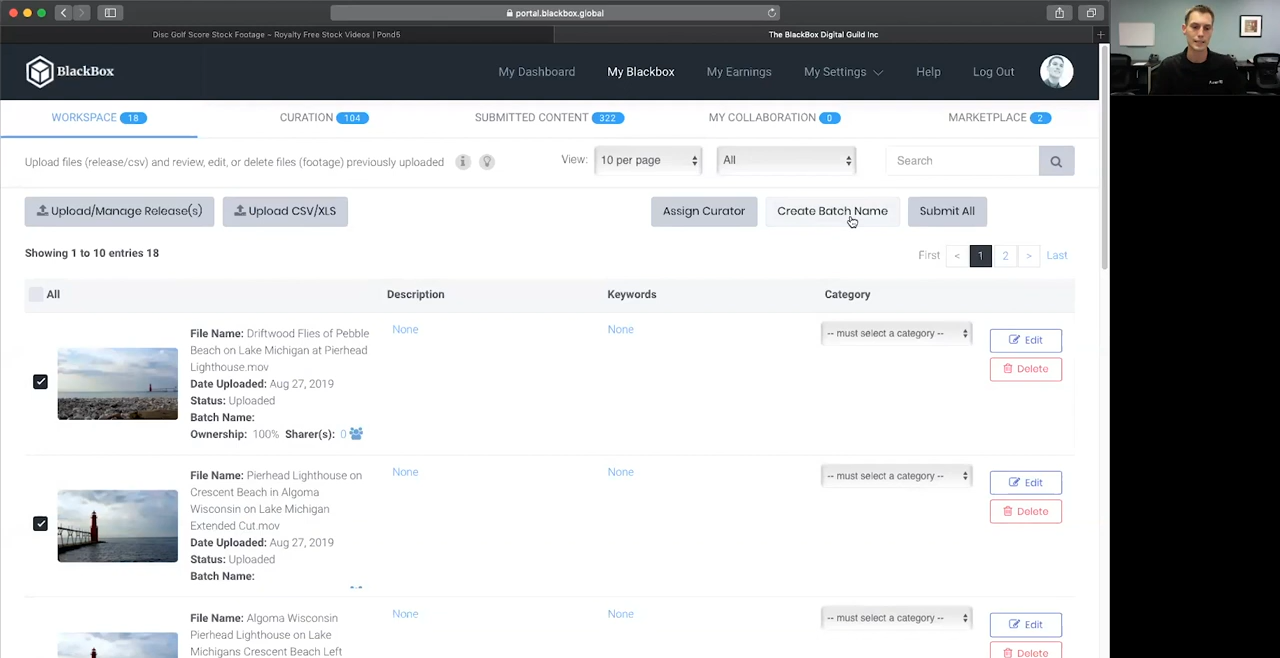 portal.blackbox.global
Disc Golf Score Stock Footage – Royalty Free Stock Videos | Pond5
The BlackBox Digital Guild Inc
BlackBox
My Dashboard
My Blackbox
My Earnings
My Settings
Help
Log Out
WORKSPACE 18
CURATION 104
SUBMITTED CONTENT 322
MY COLLABORATION 0
MARKETPLACE 2
Upload files (release/csv) and review, edit, or delete files (footage) previously uploaded
View:
10 per page
All
Search
Upload/Manage Release(s)
Upload CSV/XLS
Assign Curator
Create Batch Name
Submit All
Showing 1 to 10 entries 18
First < 1 2 > Last
All
Description
Keywords
Category
File Name: Driftwood Flies of Pebble
Beach on Lake Michigan at Pierhead
Lighthouse.mov
Date Uploaded: Aug 27, 2019
Status: Uploaded
Batch Name:
Ownership: 100% Sharer(s): 0
None
None
-- must select a category --
Edit
Delete
File Name: Pierhead Lighthouse on
Crescent Beach in Algoma
Wisconsin on Lake Michigan
Extended Cut.mov
Date Uploaded: Aug 27, 2019
Status: Uploaded
Batch Name:
None
None
-- must select a category --
Edit
Delete
File Name: Algoma Wisconsin
Pierhead Lighthouse on Lake
Michigans Crescent Beach Left
None
None
-- must select a category --
Edit
Delete